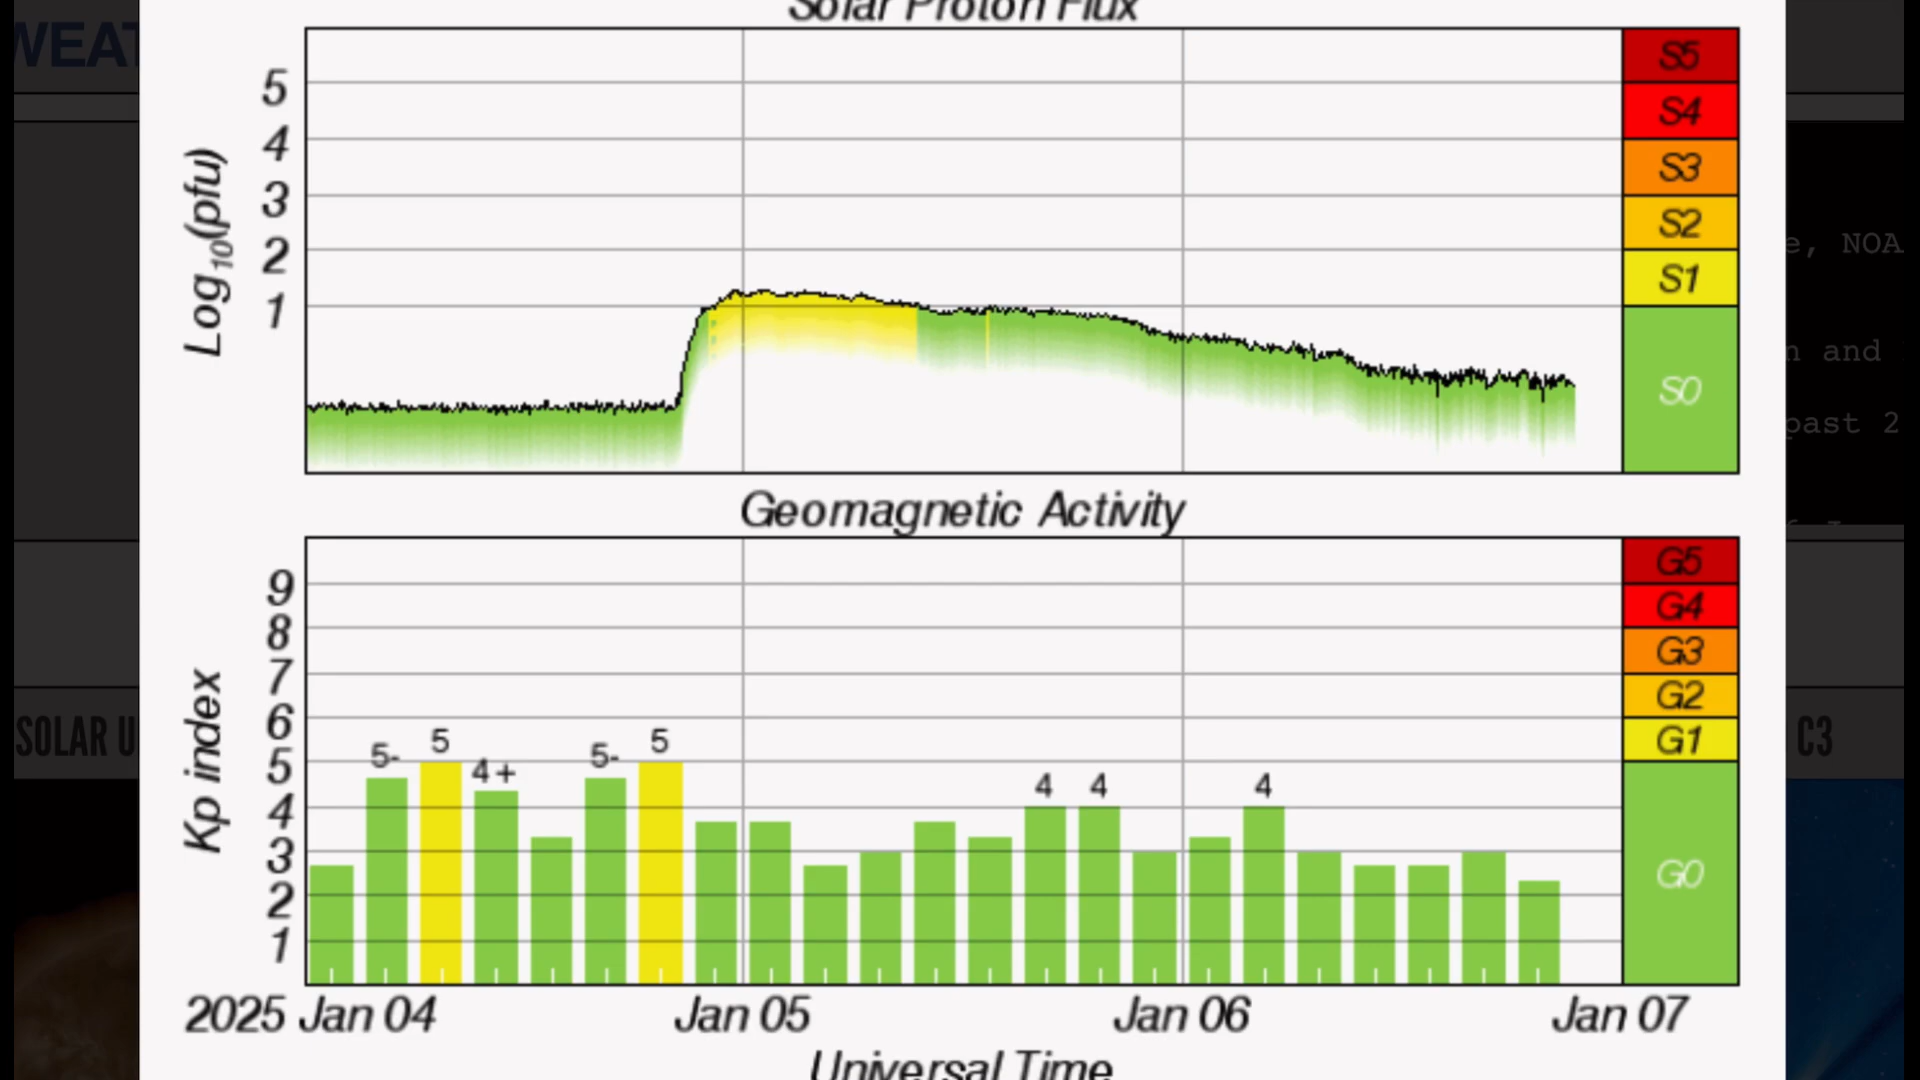 Solar Proton Flux
WEAT
5
4
3
2
1
Log10(pfu)
S5
S4
S3
S2
S1
S0
e, NOA
n and
past 2
Geomagnetic Activity
9
8
7
6
5
4
3
2
1
Kp index
5-
5
4+
5-
5
4
4
4
G5
G4
G3
G2
G1
G0
SOLAR U
C3
2025 Jan 04
Jan 05
Jan 06
Jan 07
Universal Time